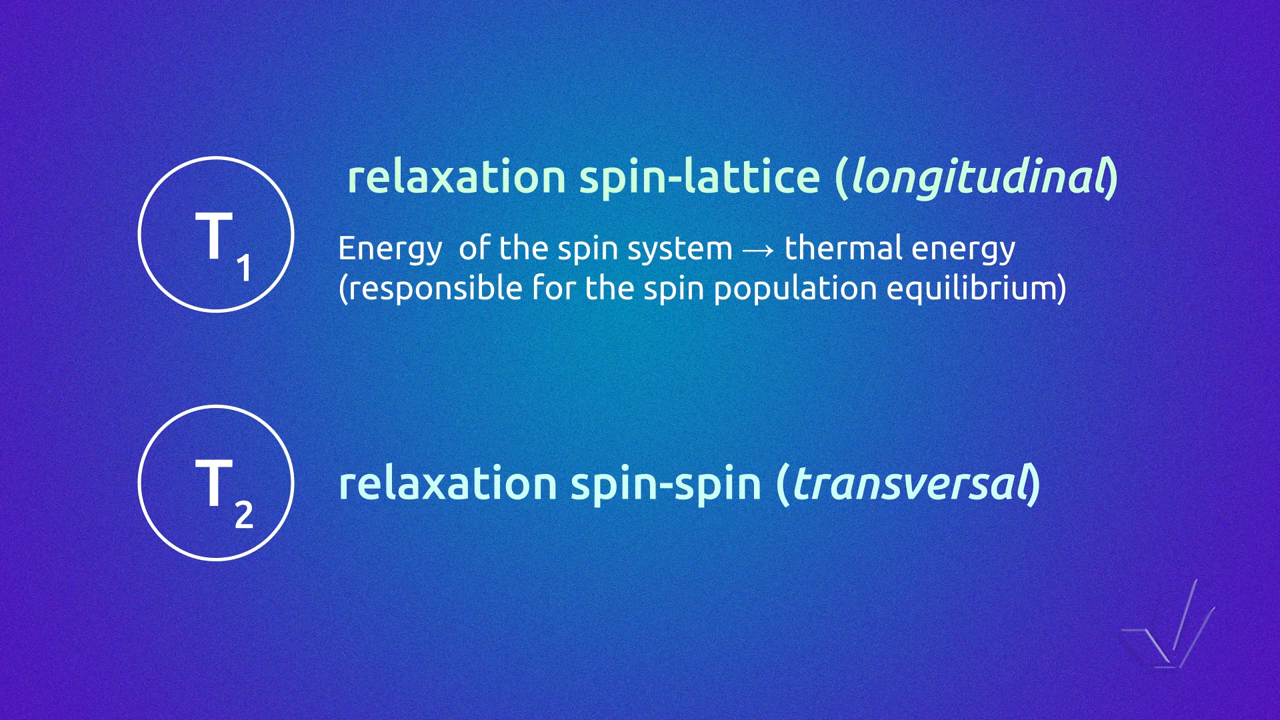 T1
relaxation spin-lattice (longitudinal)
Energy  of the spin system → thermal energy
(responsible for the spin population equilibrium)
T2
relaxation spin-spin (transversal)